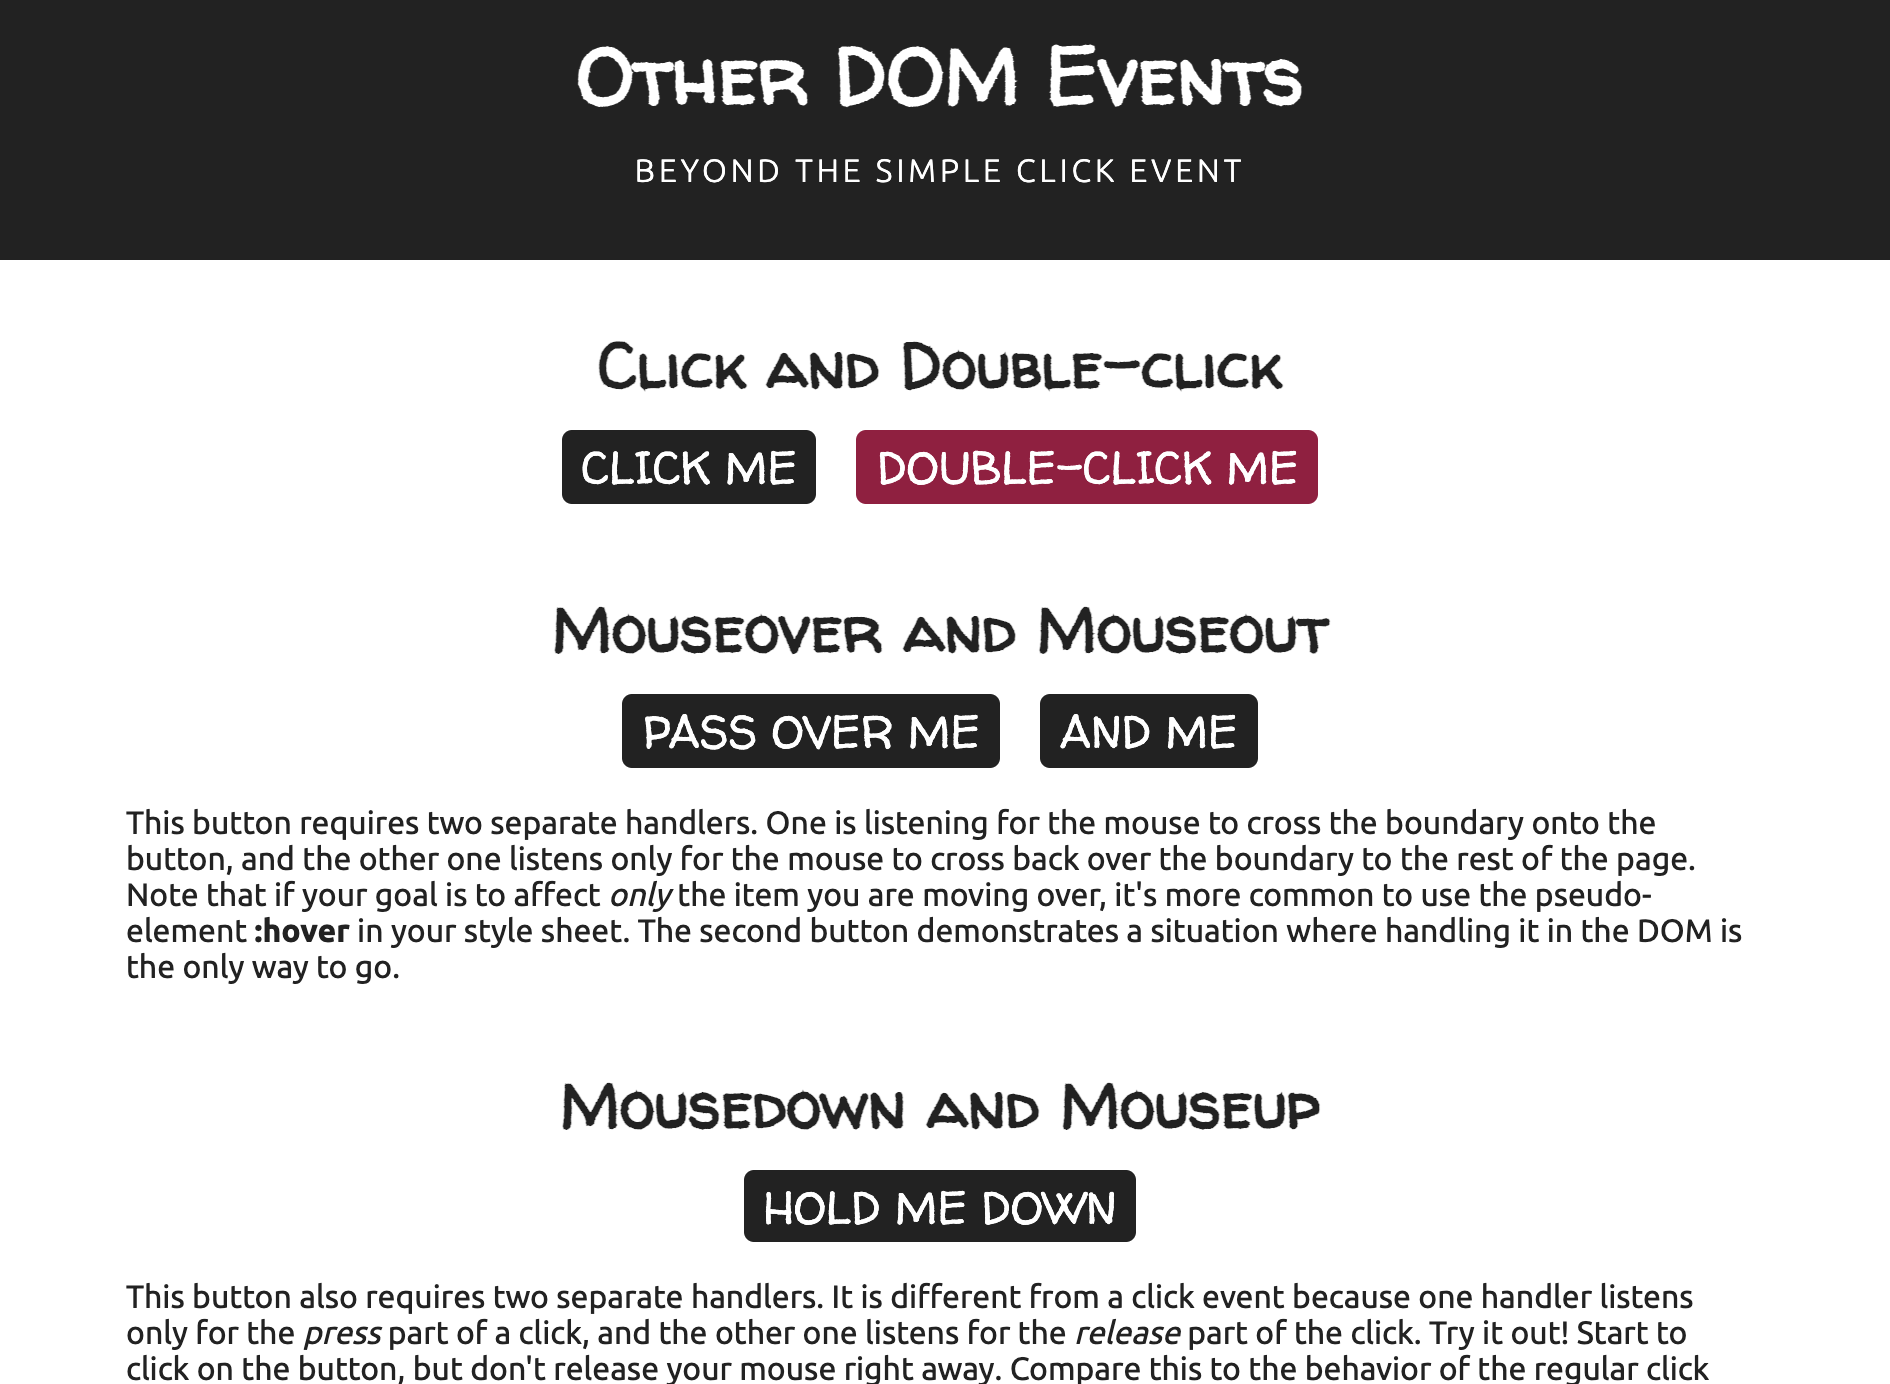 Other DOM Events
BEYOND THE SIMPLE CLICK EVENT
Click and Double-click
CLICK ME
DOUBLE-CLICK ME
Mouseover and Mouseout
PASS OVER ME
AND ME
This button requires two separate handlers. One is listening for the mouse to cross the boundary onto the
button, and the other one listens only for the mouse to cross back over the boundary to the rest of the page.
Note that if your goal is to affect only the item you are moving over, it's more common to use the pseudo-
element :hover in your style sheet. The second button demonstrates a situation where handling it in the DOM is
the only way to go.
Mousedown and Mouseup
HOLD ME DOWN
This button also requires two separate handlers. It is different from a click event because one handler listens
only for the press part of a click, and the other one listens for the release part of the click. Try it out! Start to
click on the button, but don't release your mouse right away. Compare this to the behavior of the regular click